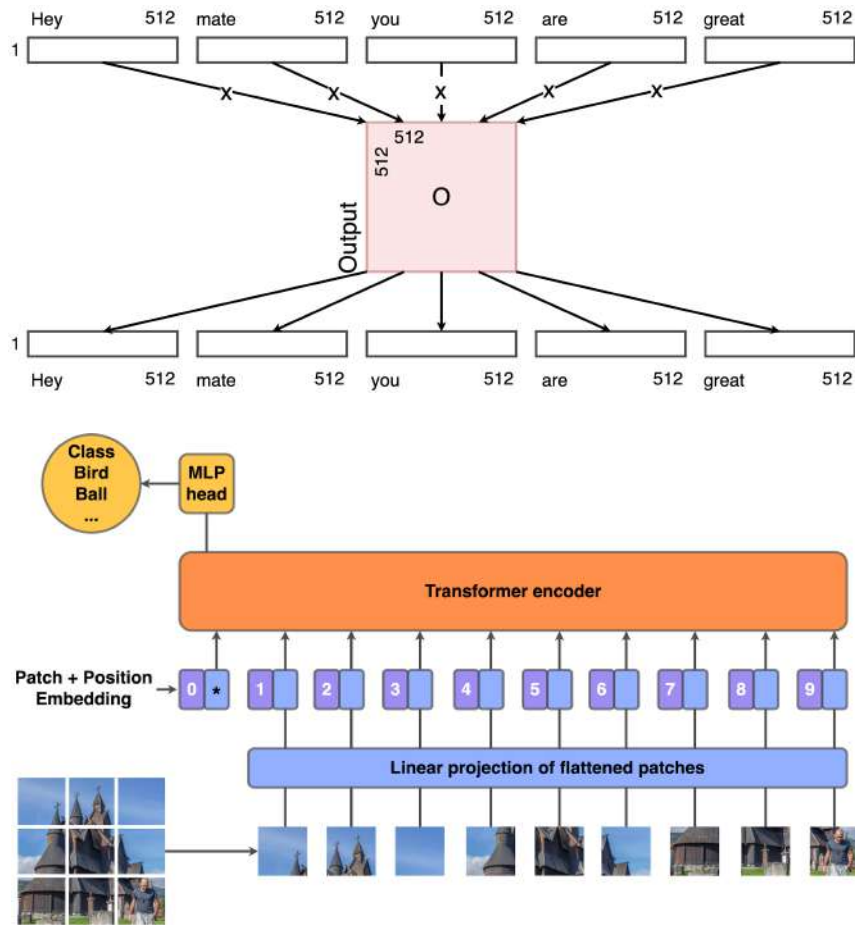 Hey 512 mate 512 you 512 are 512 great 512
1
X X X X X
512
512
O
Output
1
Hey 512 mate 512 you 512 are 512 great 512
Class
Bird
Ball
...
MLP
head
Transformer encoder
Patch + Position
Embedding
0 * 1 2 3 4 5 6 7 8 9
Linear projection of flattened patches